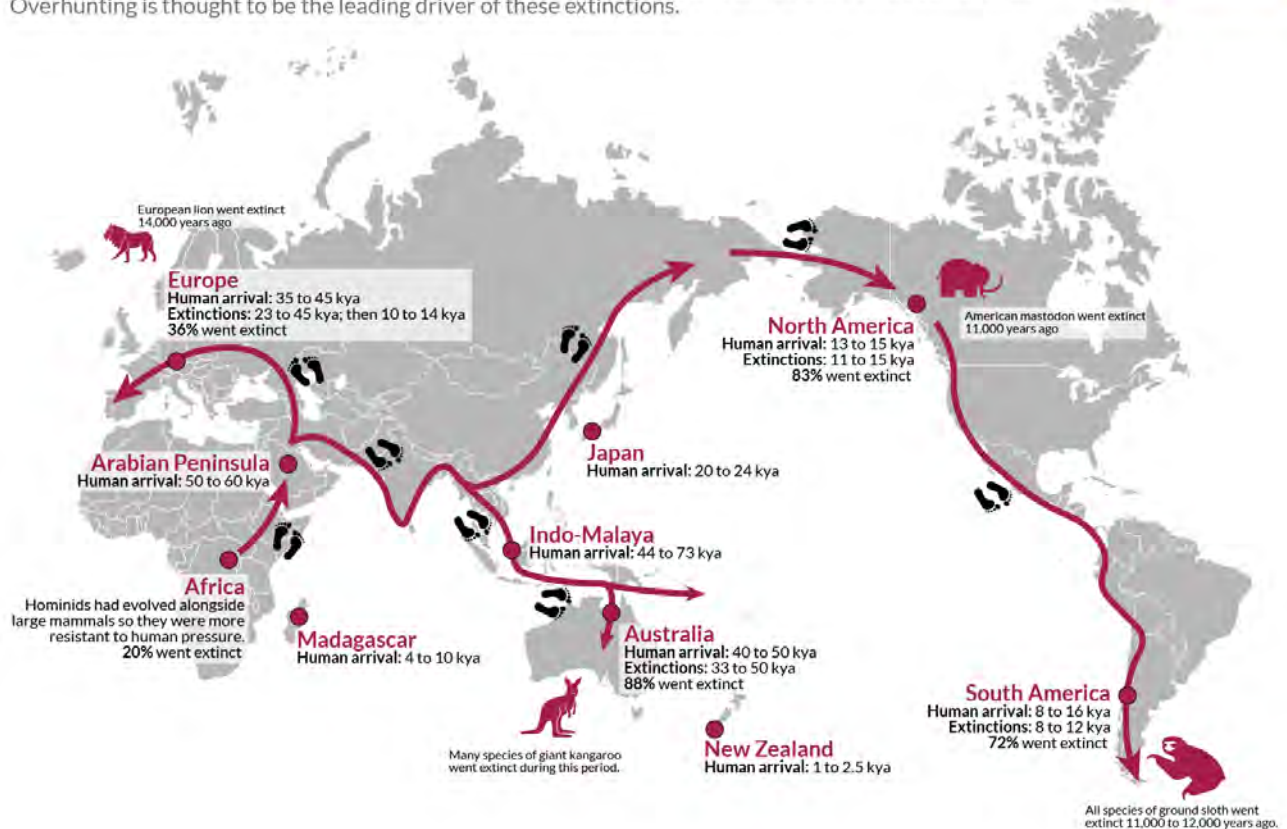 Overhunting is thought to be the leading driver of these extinctions.
European lion went extinct
14,000 years ago
Europe
Human arrival: 35 to 45 kya
Extinctions: 23 to 45 kya; then 10 to 14 kya
36% went extinct
North America
Human arrival: 13 to 15 kya
Extinctions: 11 to 15 kya
83% went extinct
American mastodon went extinct
11,000 years ago
Arabian Peninsula
Human arrival: 50 to 60 kya
Japan
Human arrival: 20 to 24 kya
Indo-Malaya
Human arrival: 44 to 73 kya
Africa
Hominids had evolved alongside
large mammals so they were more
resistant to human pressure.
20% went extinct
Madagascar
Human arrival: 4 to 10 kya
Australia
Human arrival: 40 to 50 kya
Extinctions: 33 to 50 kya
88% went extinct
Many species of giant kangaroo
went extinct during this period.
New Zealand
Human arrival: 1 to 2.5 kya
South America
Human arrival: 8 to 16 kya
Extinctions: 8 to 12 kya
72% went extinct
All species of ground sloth went
extinct 11,000 to 12,000 years ago.